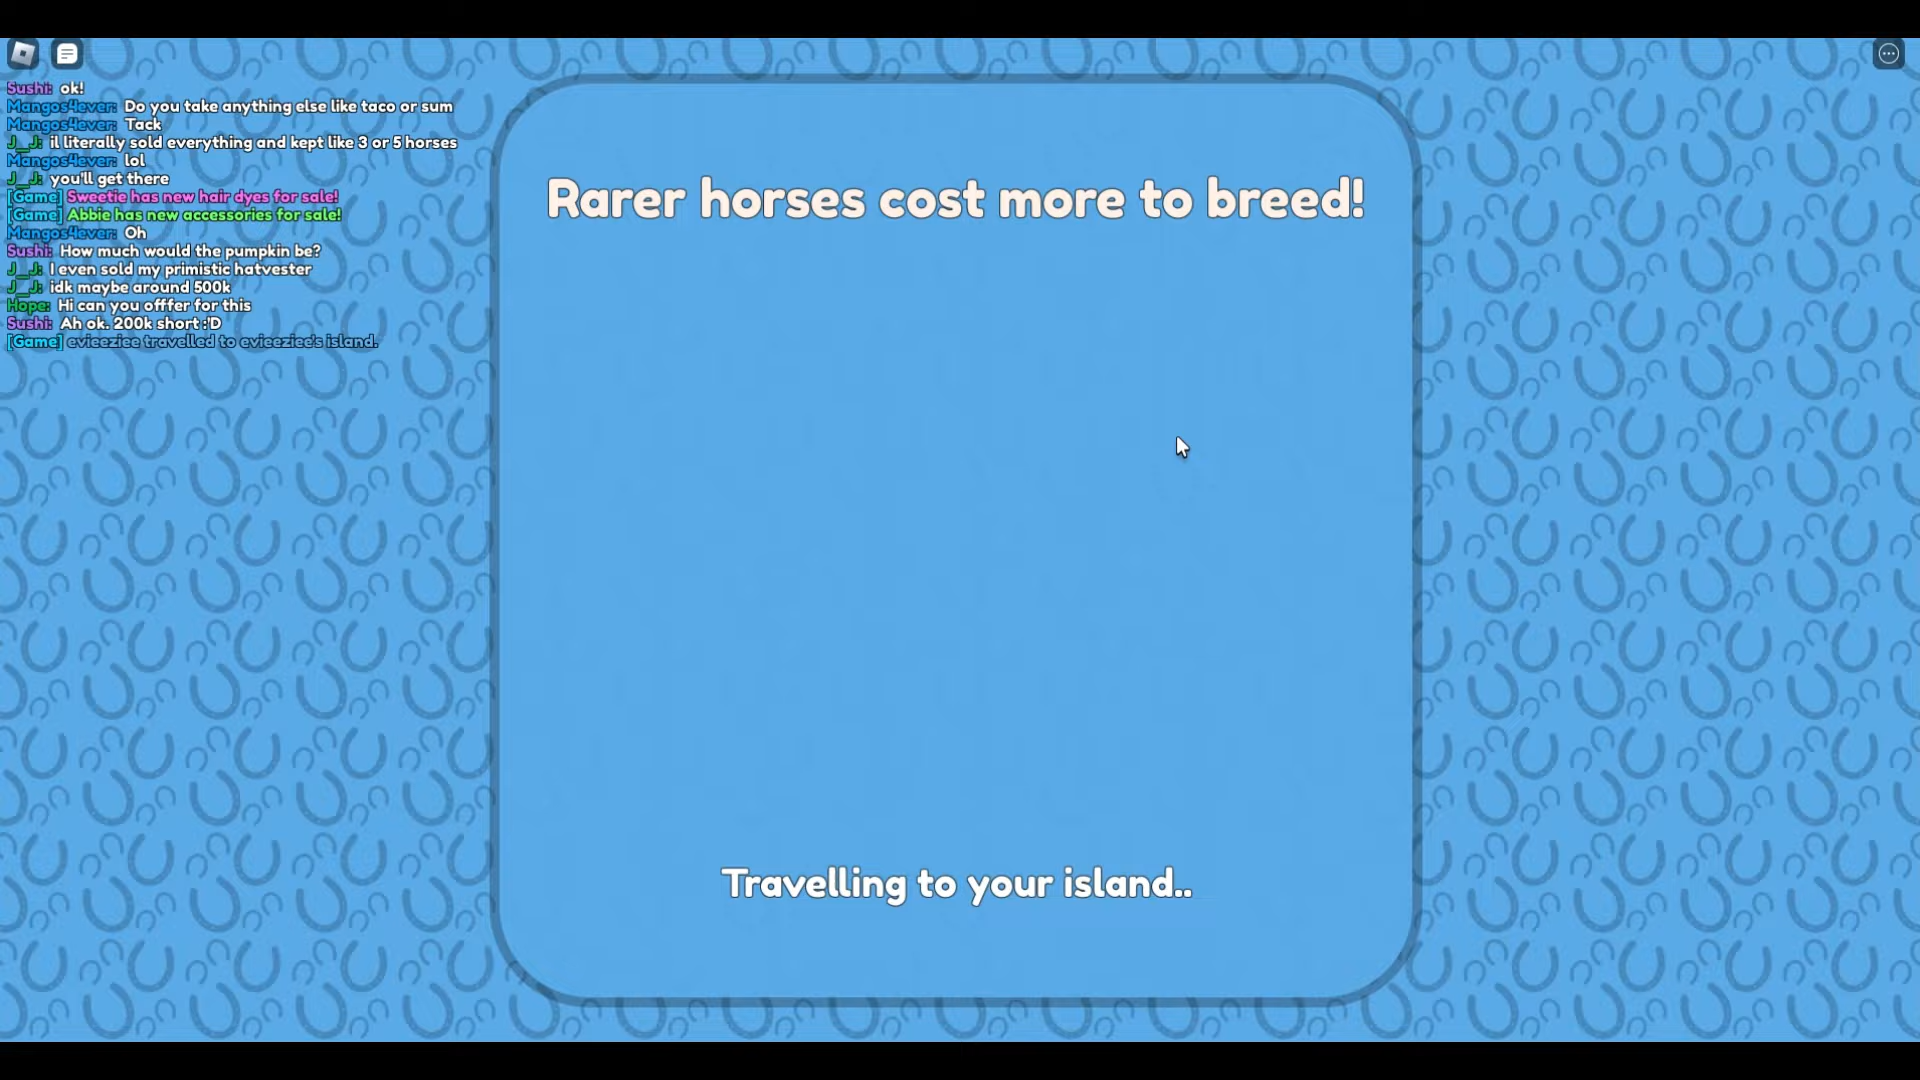 Sushi: ok!
Mangos4ever: Do you take anything else like taco or sum
Mangos4ever: Tack
J__J: il literally sold everything and kept like 3 or 5 horses
Mangos4ever: lol
J__J: you'll get there
[Game] Sweetie has new hair dyes for sale!
[Game] Abbie has new accessories for sale!
Mangos4ever: Oh
Sushi: How much would the pumpkin be?
J__J: I even sold my primistic hatvester
J__J: idk maybe around 500k
Hope: Hi can you offfer for this
Sushi: Ah ok. 200k short :'D
[Game] evieeziee travelled to evieeziee's island.
Rarer horses cost more to breed!
Travelling to your island..